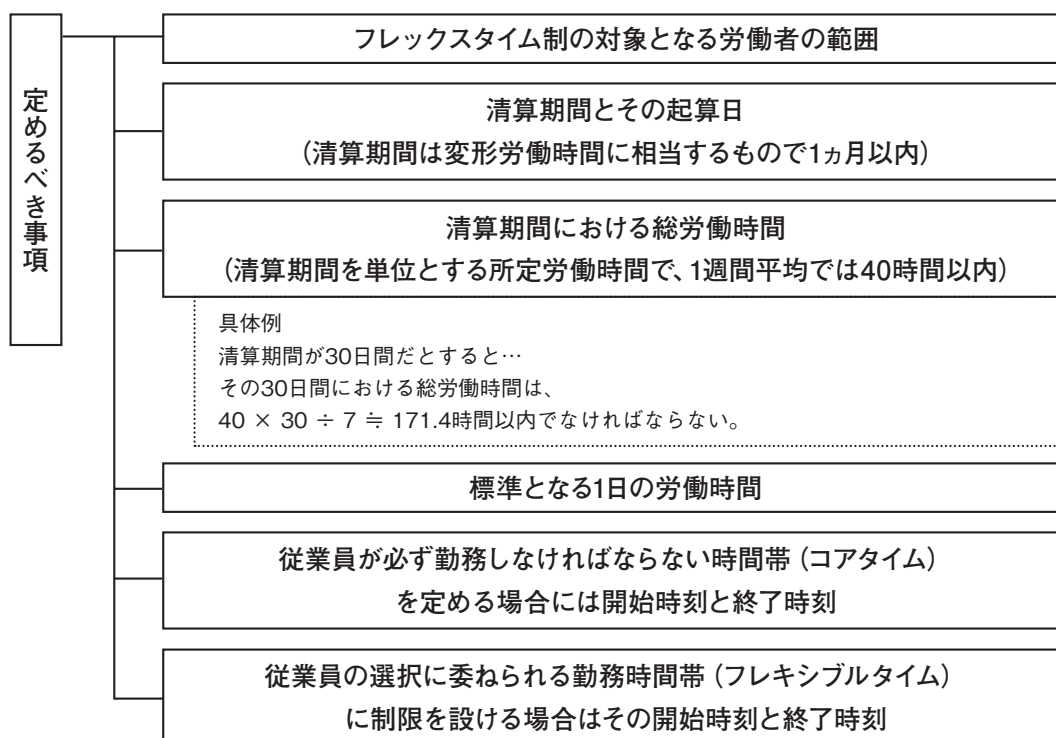 定めるべき事項
フレックスタイム制の対象となる労働者の範囲
清算期間とその起算日
（清算期間は変形労働時間に相当するもので1ヵ月以内）
清算期間における総労働時間
（清算期間を単位とする所定労働時間で、1週間平均では40時間以内）
具体例
清算期間が30日間だとすると…
その30日間における総労働時間は、
40 × 30 ÷ 7 ≒ 171.4時間以内でなければならない。
標準となる1日の労働時間
従業員が必ず勤務しなければならない時間帯（コアタイム）
を定める場合には開始時刻と終了時刻
従業員の選択に委ねられる勤務時間帯（フレキシブルタイム）
に制限を設ける場合はその開始時刻と終了時刻